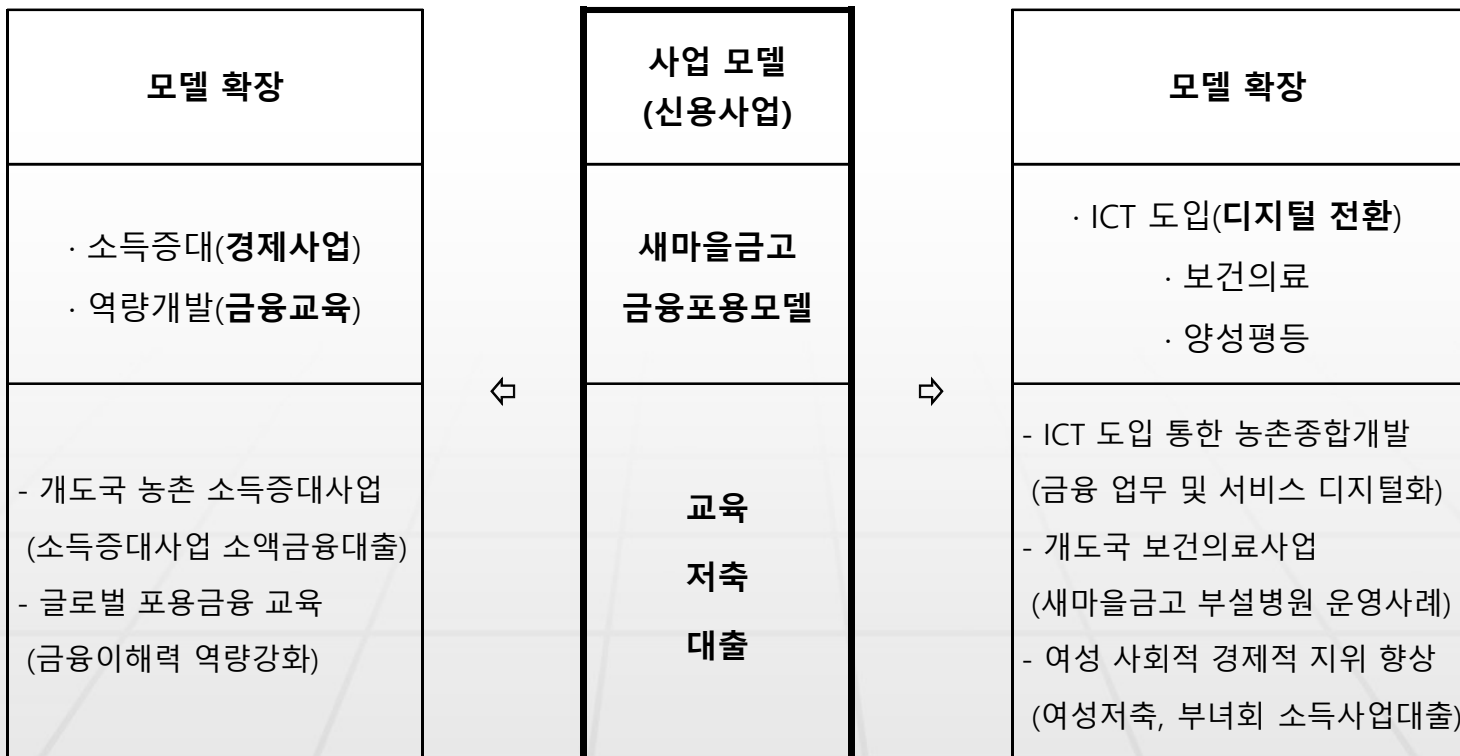 모델 확장
· 소득증대(경제사업)
· 역량개발(금융교육)
- 개도국 농촌 소득증대사업
(소득증대사업 소액금융대출)
- 글로벌 포용금융 교육
(금융이해력 역량강화)
⇦
사업 모델
(신용사업)
새마을금고
금융포용모델
교육
저축
대출
⇨
모델 확장
· ICT 도입(디지털 전환)
· 보건의료
· 양성평등
- ICT 도입 통한 농촌종합개발
(금융 업무 및 서비스 디지털화)
- 개도국 보건의료사업
(새마을금고 부설병원 운영사례)
- 여성 사회적 경제적 지위 향상
(여성저축, 부녀회 소득사업대출)